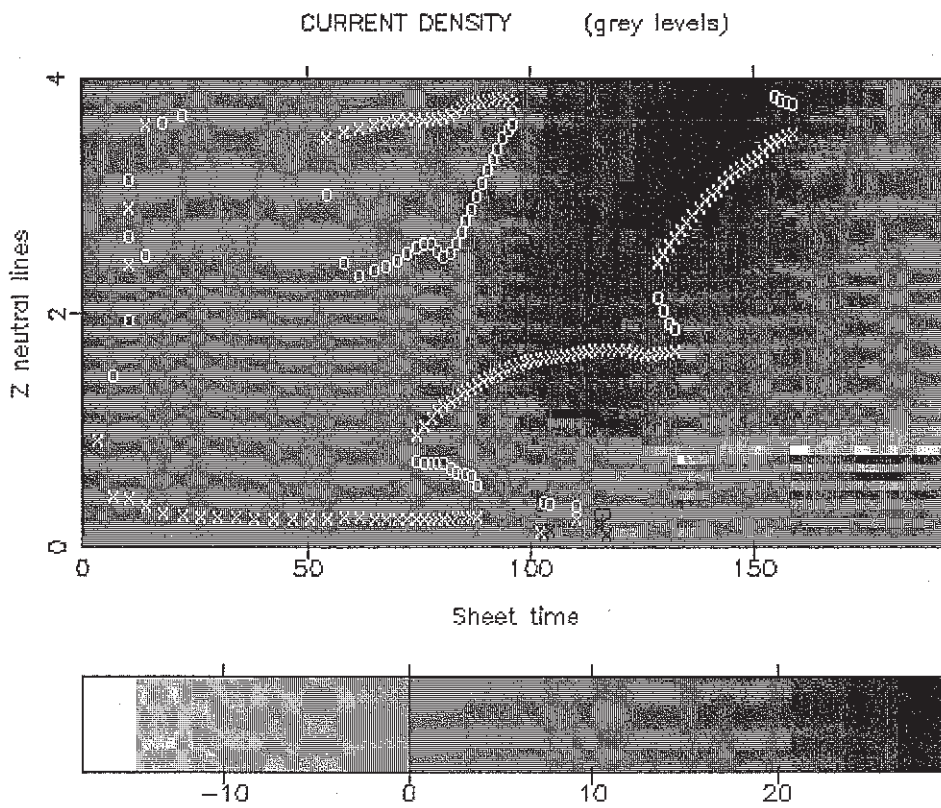 CURRENT DENSITY (grey levels)
4
2
0
Z neutral lines
0 50 100 150
Sheet time
−10 0 10 20